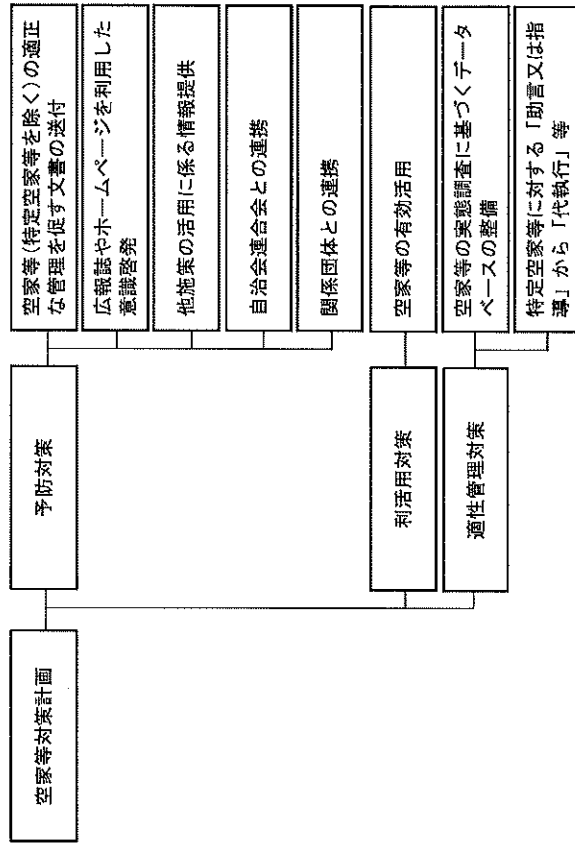 空家等対策計画
予防対策
空家等(特定空家等を除く)の適正
な管理を促す文書の送付
広報誌やホームページを利用した
意識啓発
他施策の活用に係る情報提供
自治会連合会との連携
関係団体との連携
利活用対策
空家等の有効活用
適性管理対策
空家等の実態調査に基づくデータ
ベースの整備
特定空家等に対する「助言又は指
導」から「代執行」等